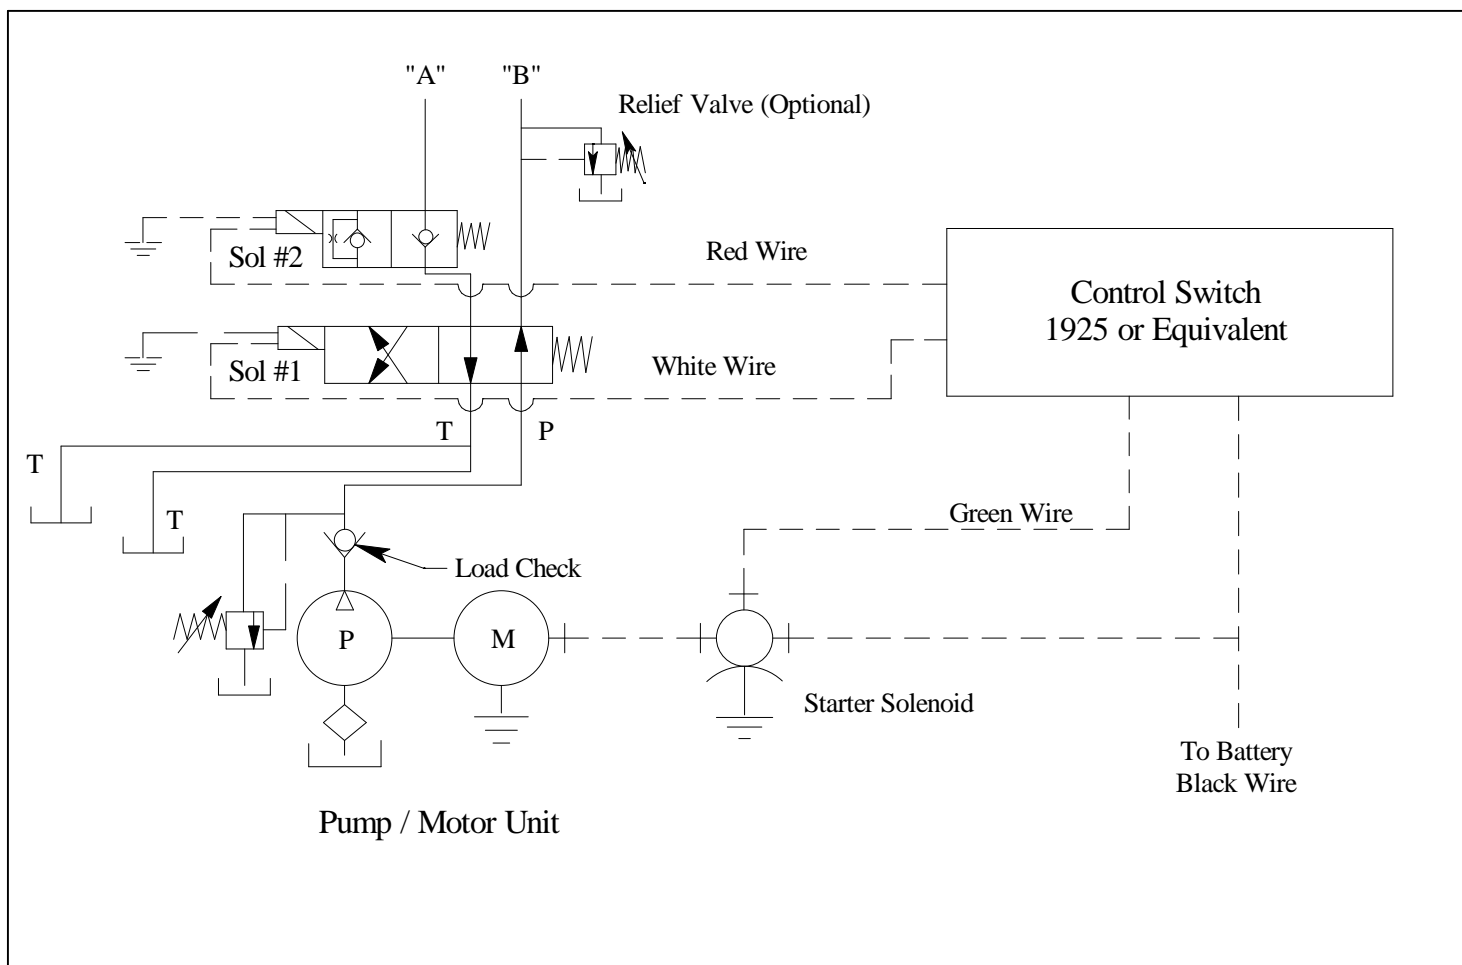 "A"
"B"
Relief Valve (Optional)
Sol #2
Red Wire
Control Switch
1925 or Equivalent
Sol #1
White Wire
T
P
T
T
Green Wire
Load Check
P
M
Starter Solenoid
To Battery
Black Wire
Pump / Motor Unit